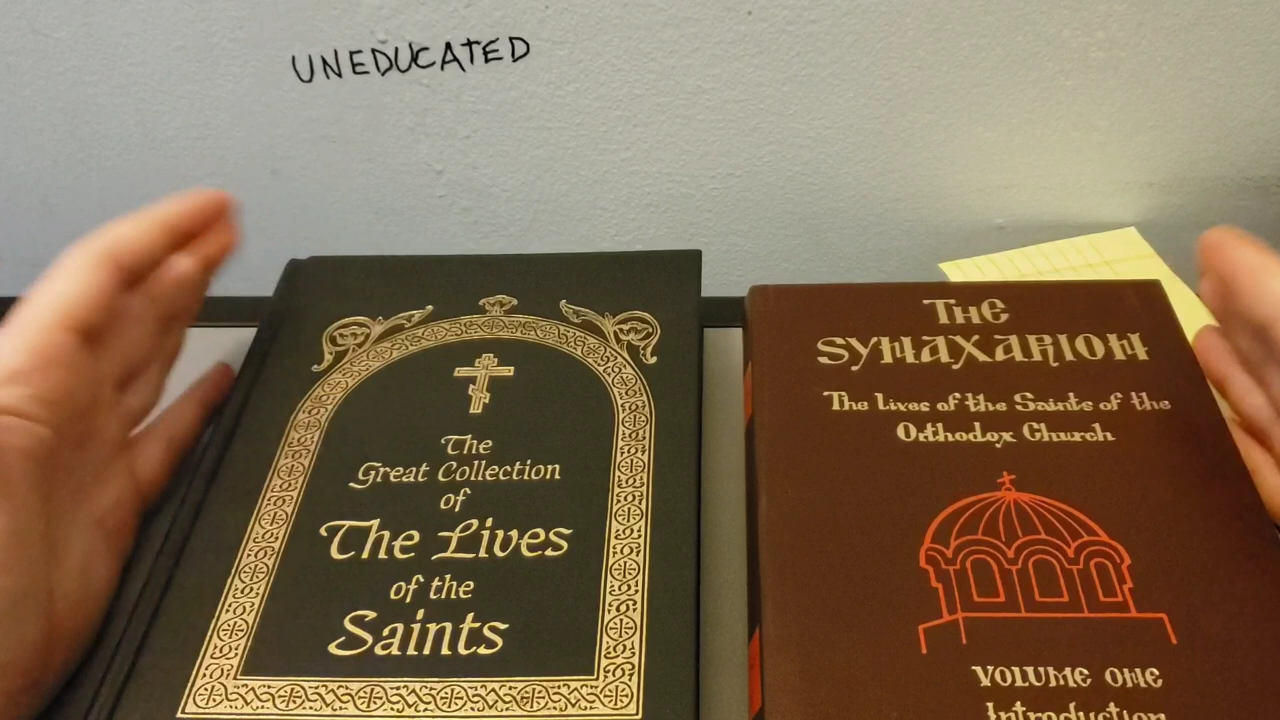 UNEDUCATED
The
Great Collection
of
The Lives
of the
Saints
THE
SYNAXARION
The Lives of the Saints of the
Orthodox Church
VOLUME ONE
Introduction